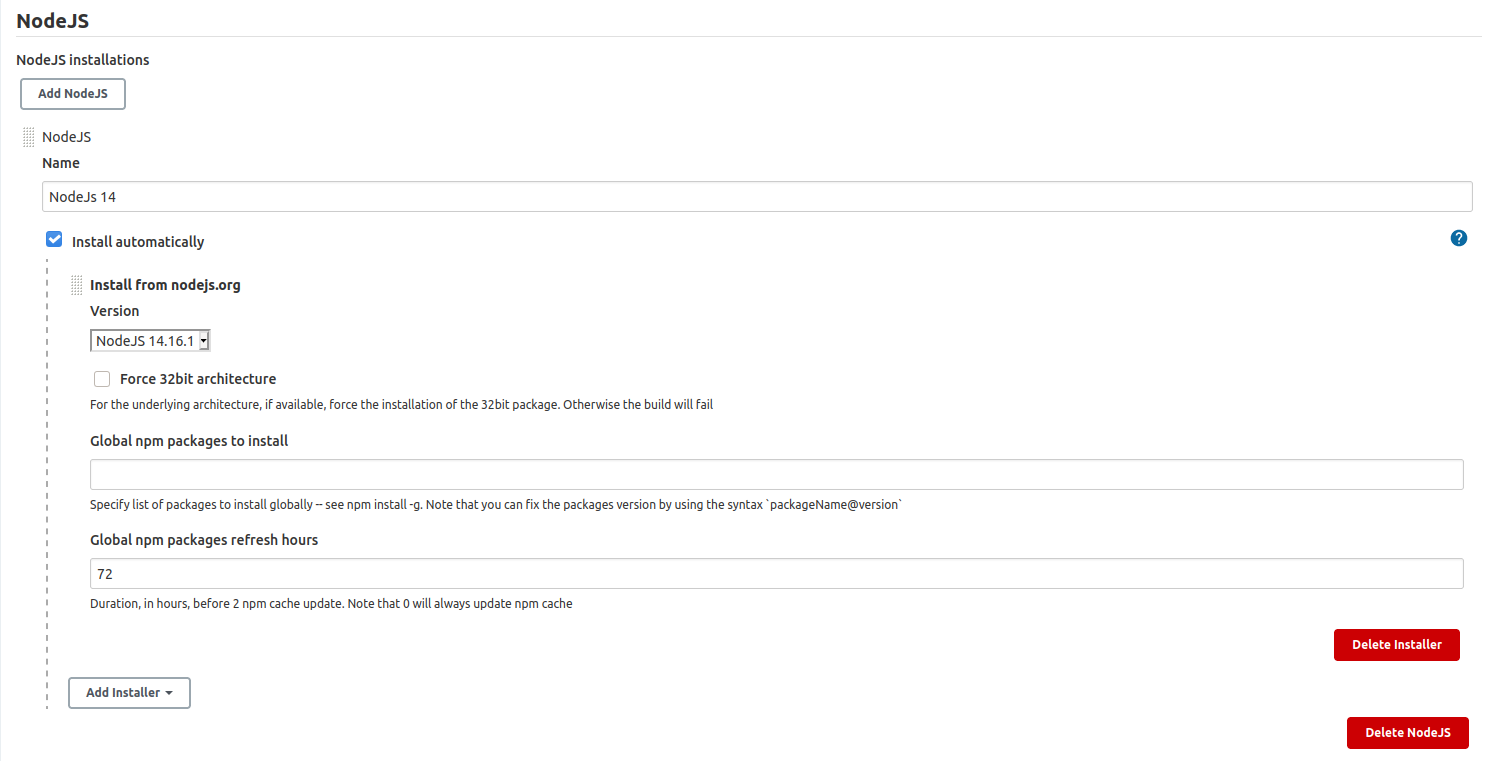 NodeJS
NodeJS installations
Add NodeJS
NodeJS
Name
NodeJs 14
Install automatically
?
Install from nodejs.org
Version
NodeJS 14.16.1
Force 32bit architecture
For the underlying architecture, if available, force the installation of the 32bit package. Otherwise the build will fail
Global npm packages to install
Specify list of packages to install globally -- see npm install -g. Note that you can fix the packages version by using the syntax `packageName@version`
Global npm packages refresh hours
72
Duration, in hours, before 2 npm cache update. Note that 0 will always update npm cache
Delete Installer
Add Installer
Delete NodeJS